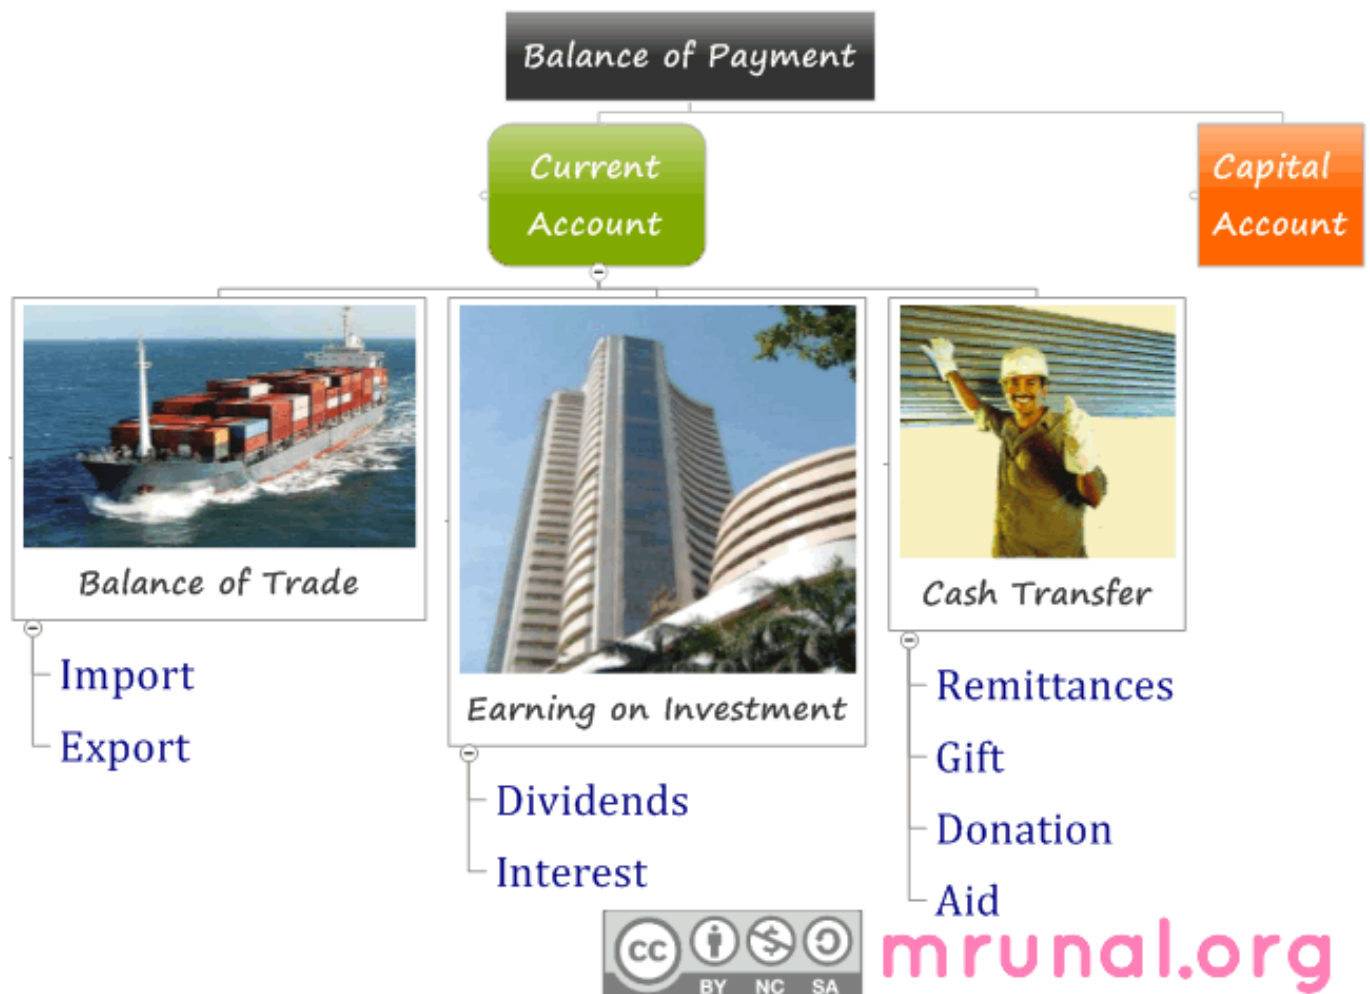 Balance of Payment
Current
Account
Capital
Account
Balance of Trade
Import
Export
Earning on Investment
Dividends
Interest
Cash Transfer
Remittances
Gift
Donation
Aid
cc
BY NC SA
mrunal.org